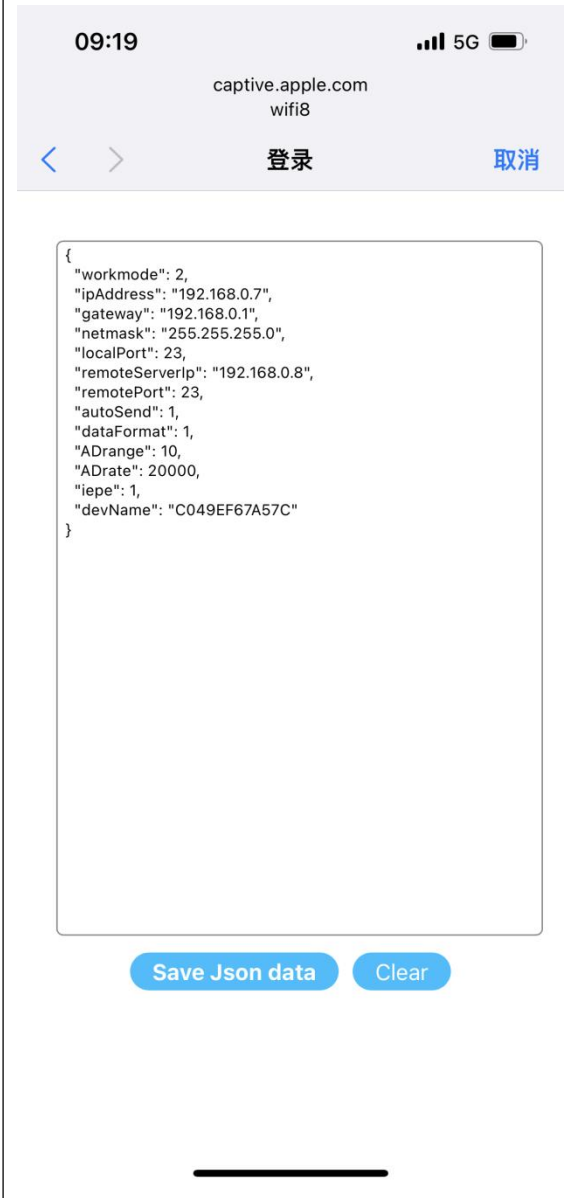 09:19
5G
captive.apple.com
wifi8
登录
取消
{
"workmode": 2,
"ipAddress": "192.168.0.7",
"gateway": "192.168.0.1",
"netmask": "255.255.255.0",
"localPort": 23,
"remoteServerIp": "192.168.0.8",
"remotePort": 23,
"autoSend": 1,
"dataFormat": 1,
"ADrange": 10,
"ADrate": 20000,
"iepe": 1,
"devName": "C049EF67A57C"
}
Save Json data
Clear